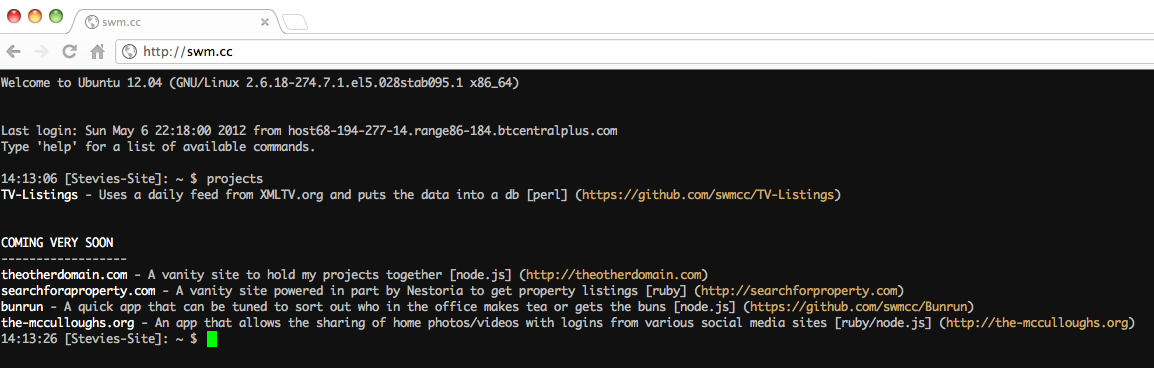 swm.cc
http://swm.cc
Welcome to Ubuntu 12.04 (GNU/Linux 2.6.18-274.7.1.el5.028stab095.1 x86_64)
Last login: Sun May 6 22:18:00 2012 from host68-194-277-14.range86-184.btcentralplus.com
Type 'help' for a list of available commands.
14:13:06 [Stevies-Site]: ~ $ projects
TV-Listings - Uses a daily feed from XMLTV.org and puts the data into a db [perl] (https://github.com/swmcc/TV-Listings)
COMING VERY SOON
------------------
theotherdomain.com - A vanity site to hold my projects together [node.js] (http://theotherdomain.com)
searchforaproperty.com - A vanity site powered in part by Nestoria to get property listings [ruby] (http://searchforproperty.com)
bunrun - A quick app that can be tuned to sort out who in the office makes tea or gets the buns [node.js] (https://github.com/swmcc/Bunrun)
the-mcculloughs.org - An app that allows the sharing of home photos/videos with logins from various social media sites [ruby/node.js] (http://the-mcculloughs.org)
14:13:26 [Stevies-Site]: ~ $